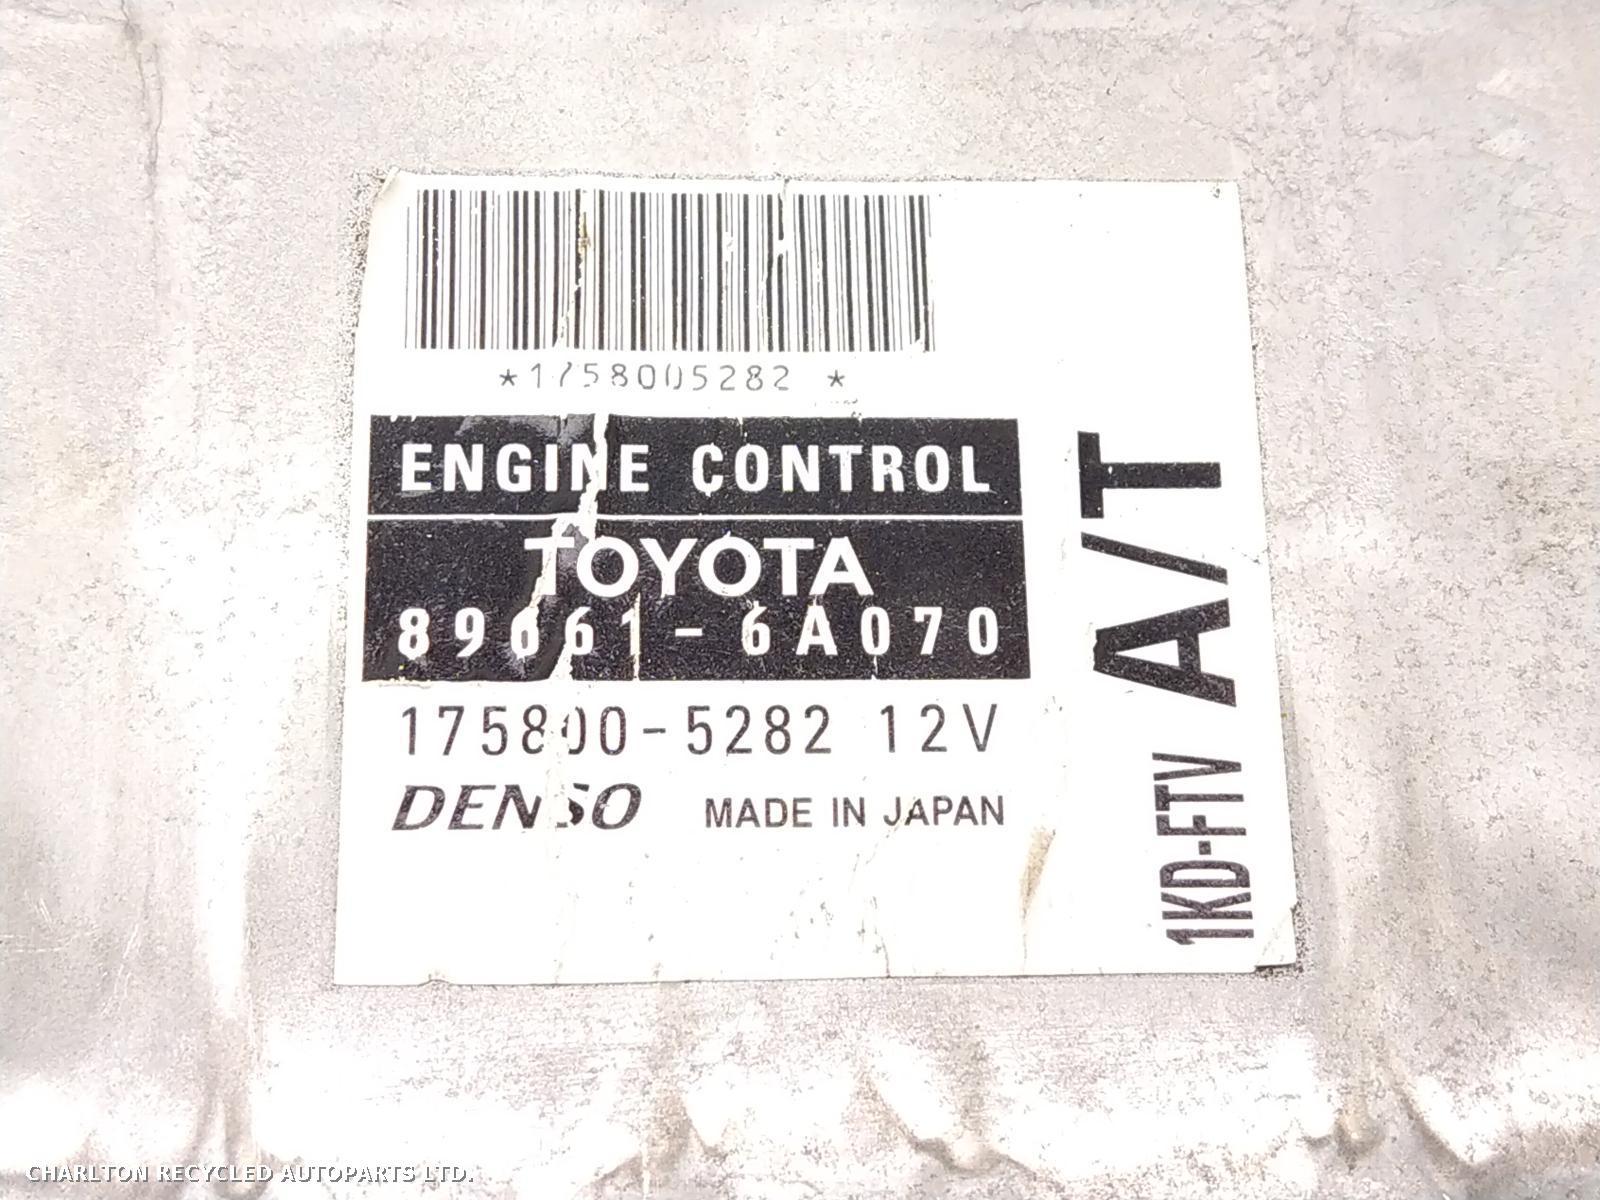 *1758005282 *
ENGINE CONTROL
TOYOTA
89661-6A070
175800-5282 12V
DENSO MADE IN JAPAN
1KD-FTV A/T
CHARLTON RECYCLED AUTOPARTS LTD.